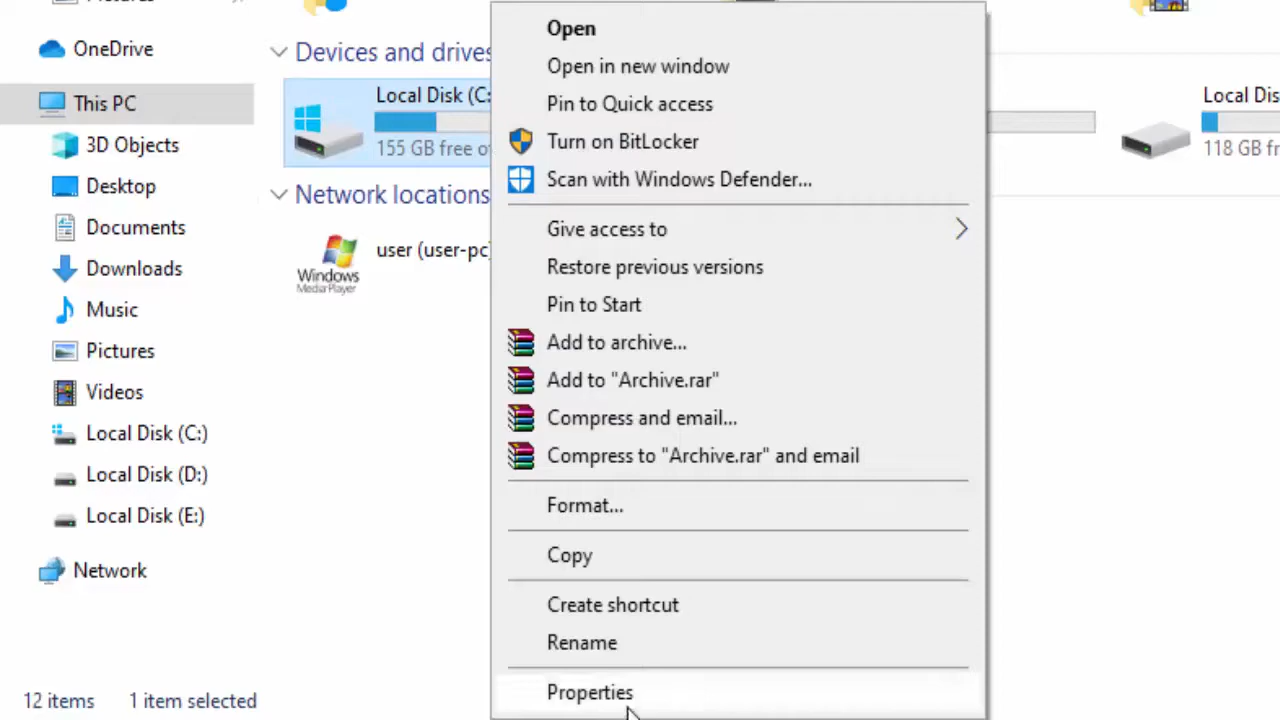 OneDrive
This PC
3D Objects
Desktop
Documents
Downloads
Music
Pictures
Videos
Local Disk (C:)
Local Disk (D:)
Local Disk (E:)
Network
12 items 1 item selected
Devices and drives
Local Disk (C:
155 GB free o
Network locations
user (user-pc)
Windows
Media Player
Open
Open in new window
Pin to Quick access
Turn on BitLocker
Scan with Windows Defender...
Give access to
Restore previous versions
Pin to Start
Add to archive...
Add to "Archive.rar"
Compress and email...
Compress to "Archive.rar" and email
Format...
Copy
Create shortcut
Rename
Properties
Local Dis
118 GB fr